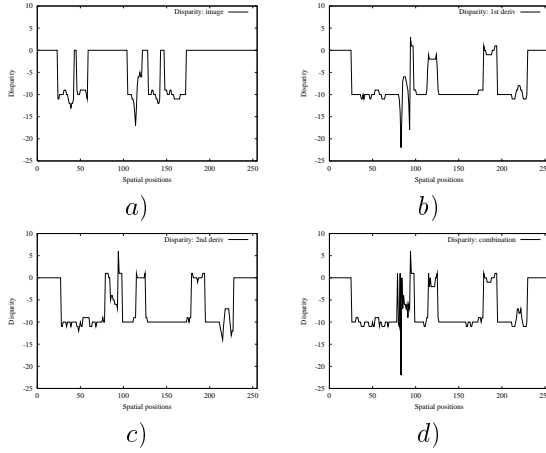 Disparity: image
10
5
0
-5
-10
-15
-20
-25
Disparity
0 50 100 150 200 250
Spatial positions
a)
Disparity: 1st deriv
10
5
0
-5
-10
-15
-20
-25
Disparity
0 50 100 150 200 250
Spatial positions
b)
Disparity: 2nd deriv
10
5
0
-5
-10
-15
-20
-25
Disparity
0 50 100 150 200 250
Spatial positions
c)
Disparity: combination
10
5
0
-5
-10
-15
-20
-25
Disparity
0 50 100 150 200 250
Spatial positions
d)